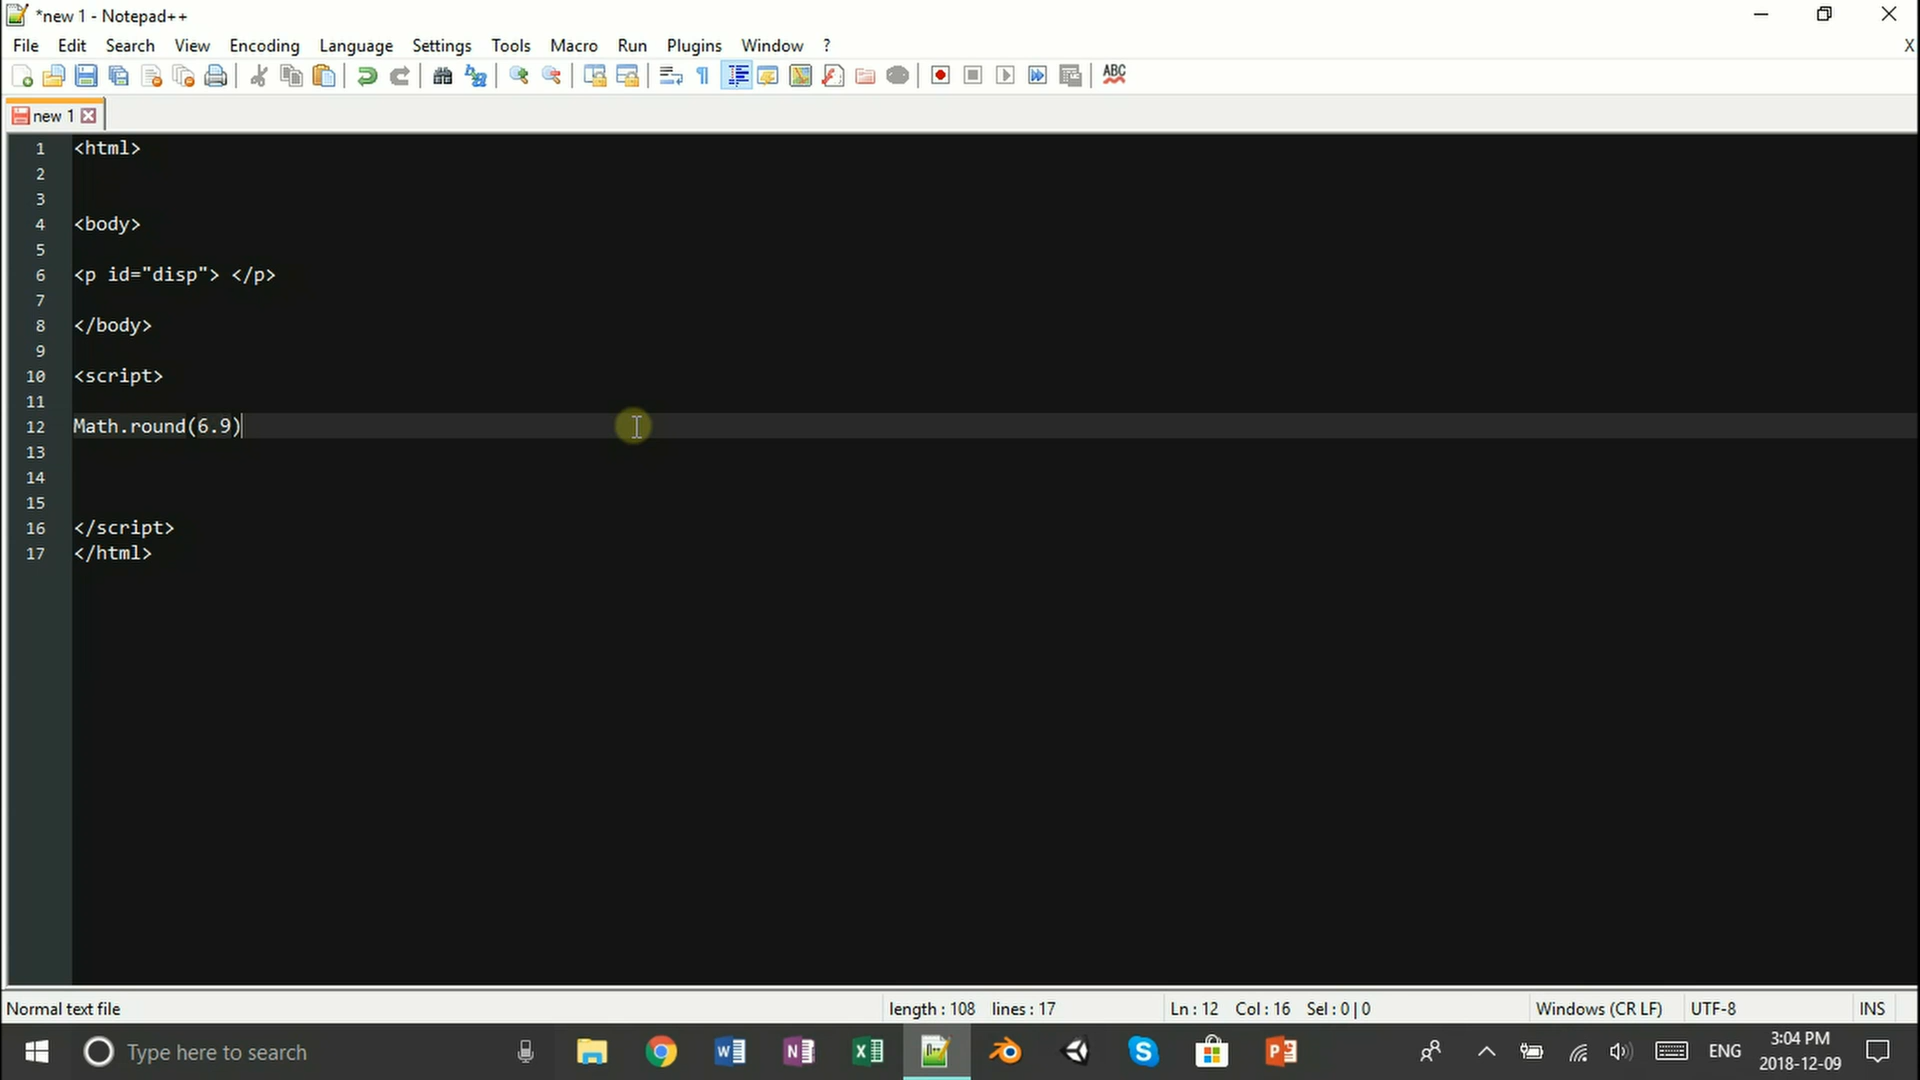 *new 1 - Notepad++
File Edit Search View Encoding Language Settings Tools Macro Run Plugins Window ?
X
ABC
new 1
1 <html>
2
3
4 <body>
5
6 <p id="disp"> </p>
7
8 </body>
9
10 <script>
11
12 Math.round(6.9)
13
14
15
16 </script>
17 </html>
Normal text file length : 108 lines : 17 Ln : 12 Col : 16 Sel : 0 | 0 Windows (CR LF) UTF-8 INS
Type here to search
ENG
3:04 PM
2018-12-09